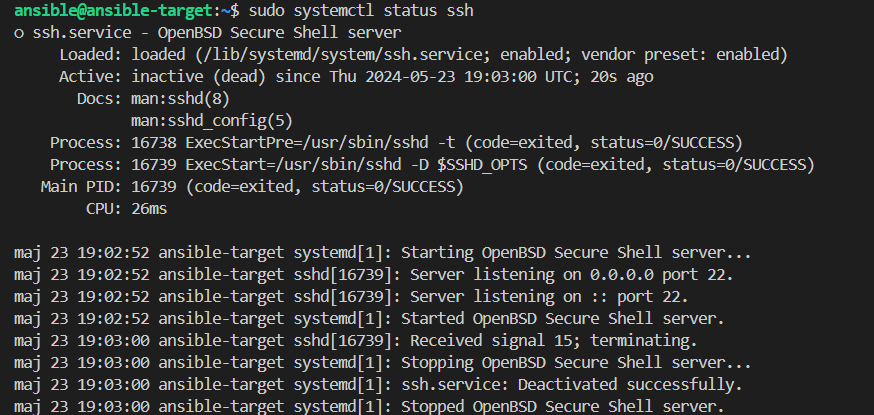 ansible@ansible-target:~$ sudo systemctl status ssh
○ ssh.service - OpenBSD Secure Shell server
     Loaded: loaded (/lib/systemd/system/ssh.service; enabled; vendor preset: enabled)
     Active: inactive (dead) since Thu 2024-05-23 19:03:00 UTC; 20s ago
       Docs: man:sshd(8)
             man:sshd_config(5)
    Process: 16738 ExecStartPre=/usr/sbin/sshd -t (code=exited, status=0/SUCCESS)
    Process: 16739 ExecStart=/usr/sbin/sshd -D $SSHD_OPTS (code=exited, status=0/SUCCESS)
   Main PID: 16739 (code=exited, status=0/SUCCESS)
        CPU: 26ms

maj 23 19:02:52 ansible-target systemd[1]: Starting OpenBSD Secure Shell server...
maj 23 19:02:52 ansible-target sshd[16739]: Server listening on 0.0.0.0 port 22.
maj 23 19:02:52 ansible-target sshd[16739]: Server listening on :: port 22.
maj 23 19:02:52 ansible-target systemd[1]: Started OpenBSD Secure Shell server.
maj 23 19:03:00 ansible-target sshd[16739]: Received signal 15; terminating.
maj 23 19:03:00 ansible-target systemd[1]: Stopping OpenBSD Secure Shell server...
maj 23 19:03:00 ansible-target systemd[1]: ssh.service: Deactivated successfully.
maj 23 19:03:00 ansible-target systemd[1]: Stopped OpenBSD Secure Shell server.